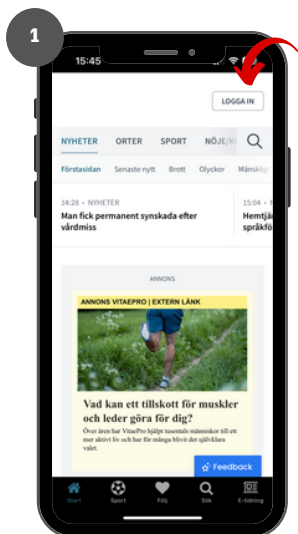 1
15:45
LOGGA IN
NYHETER ORTER SPORT NÖJE/
Förstasidan Senaste nytt Brott Olyckor
14:28 • NYHETER
Man fick permanent synskada efter
vårdmiss
15:04 •
Hemtjä
språkfö
ANNONS
ANNONS VITAEPRO | EXTERN LÄNK
Vad kan ett tillskott för muskler
och leder göra för dig?
Över åren har VitaePro hjälpt tusentals människor till ett
mer aktivt liv och har för många blivit det självklara
valet.
Feedback
Start Sport Följ Sök E-tidning